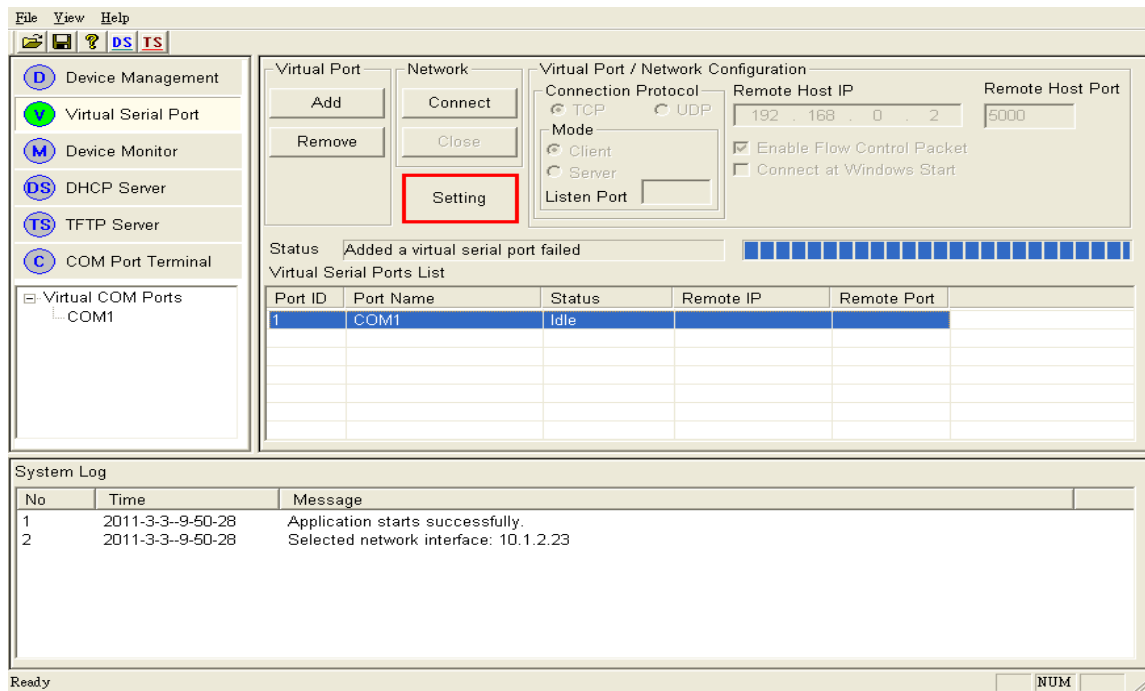 File View Help
DS TS
D Device Management
V Virtual Serial Port
M Device Monitor
DS DHCP Server
TS TFTP Server
C COM Port Terminal
Virtual COM Ports
COM1
Virtual Port
Add
Remove
Network
Connect
Close
Setting
Virtual Port / Network Configuration
Connection Protocol
TCP UDP
Mode
Client
Server
Listen Port
Remote Host IP
192 . 168 . 0 . 2
Remote Host Port
5000
Enable Flow Control Packet
Connect at Windows Start
Status Added a virtual serial port failed
Virtual Serial Ports List
Port ID Port Name Status Remote IP Remote Port
1 COM1 Idle
System Log
No Time Message
1 2011-3-3--9-50-28 Application starts successfully.
2 2011-3-3--9-50-28 Selected network interface: 10.1.2.23
Ready NUM